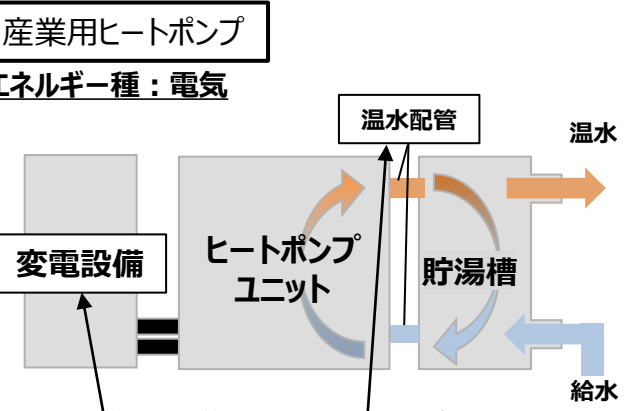 産業用ヒートポンプ
エネルギー種：電気
温水配管
温水
変電設備
ヒートポンプ
ユニット
貯湯槽
給水